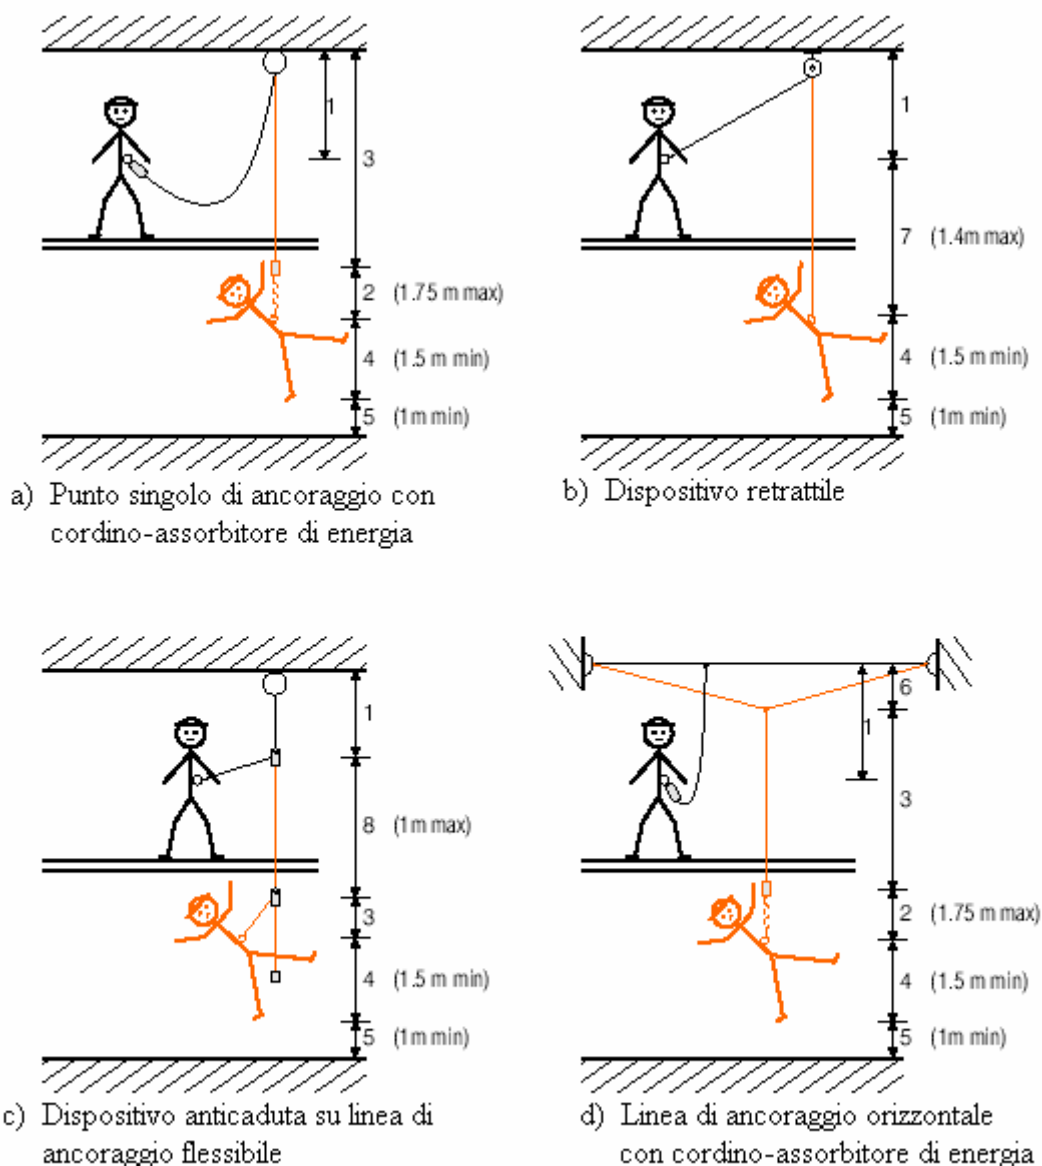 1
3
2 (1.75 m max)
4 (1.5 m min)
5 (1m min)
a) Punto singolo di ancoraggio con
cordino-assorbitore di energia
1
7 (1.4m max)
4 (1.5 m min)
5 (1m min)
b) Dispositivo retrattile
1
8 (1m max)
3
4 (1.5 m min)
5 (1m min)
c) Dispositivo anticaduta su linea di
ancoraggio flessibile
6
1
3
2 (1.75 m max)
4 (1.5 m min)
5 (1m min)
d) Linea di ancoraggio orizzontale
con cordino-assorbitore di energia